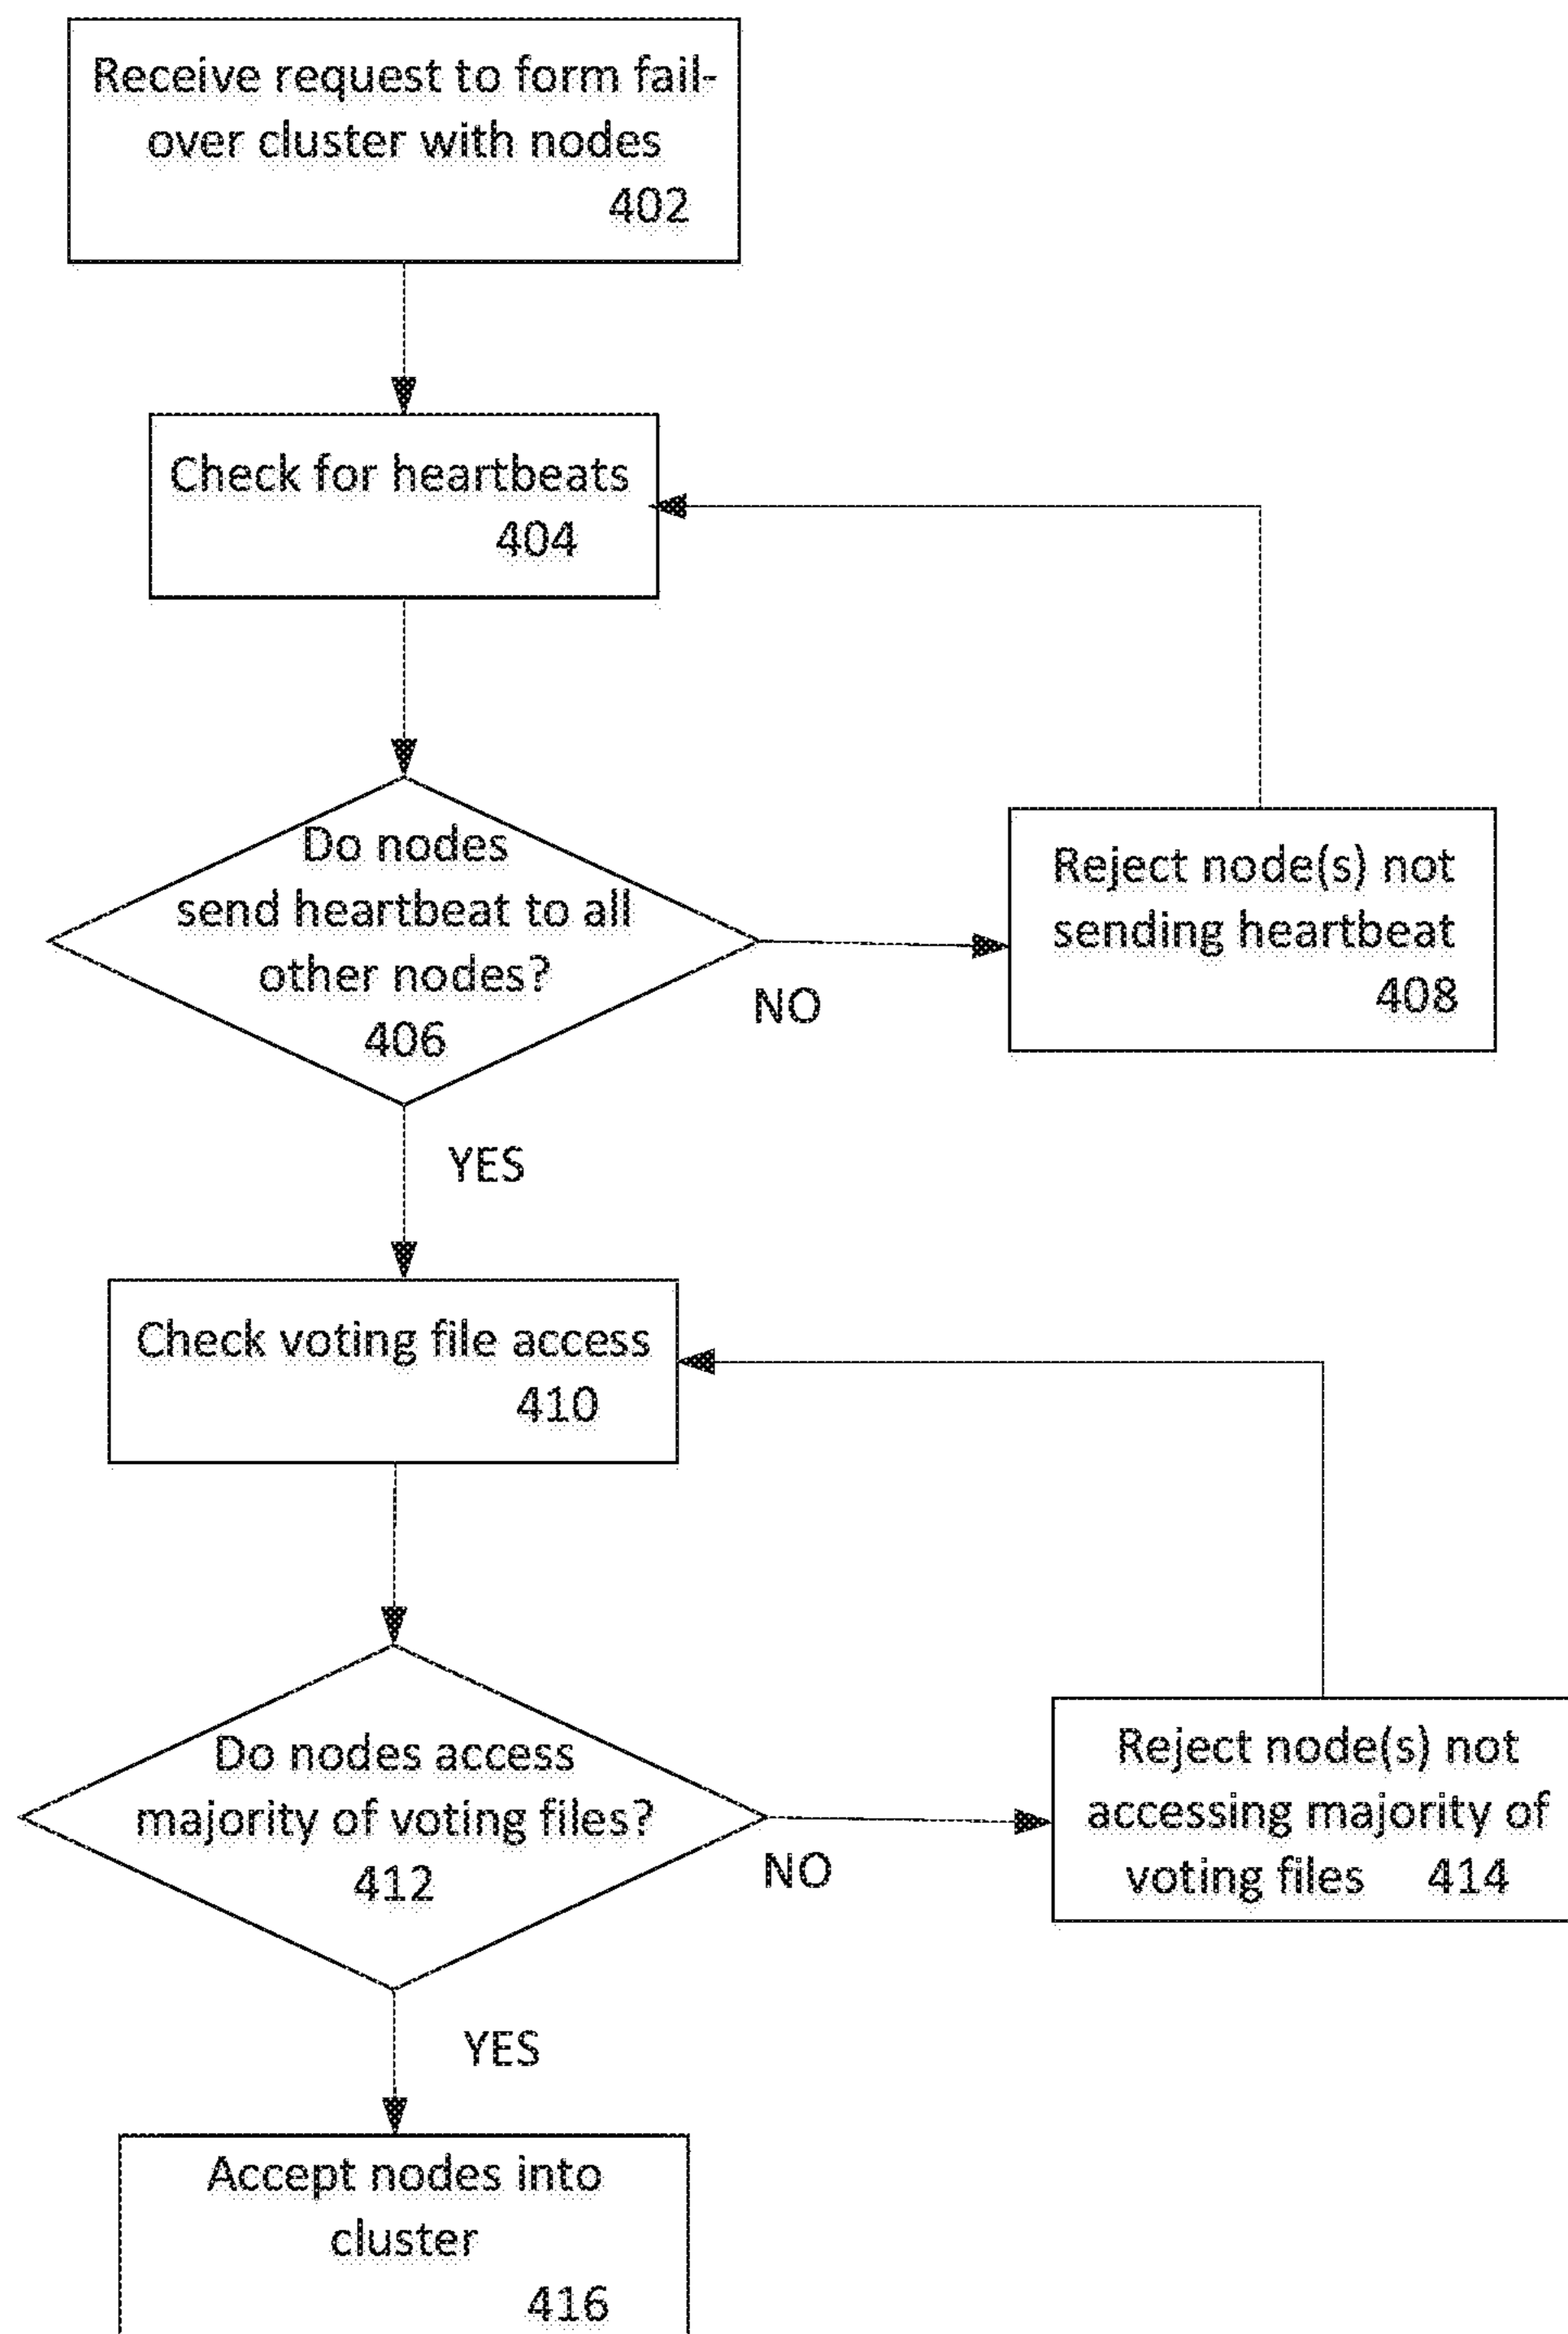 Receive request to form fail-
over cluster with nodes
402
Check for heartbeats
404
Do nodes
send heartbeat to all
other nodes?
406
NO
Reject node(s) not
sending heartbeat
408
YES
Check voting file access
410
Do nodes access
majority of voting files?
412
NO
Reject node(s) not
accessing majority of
voting files 414
YES
Accept nodes into
cluster
416